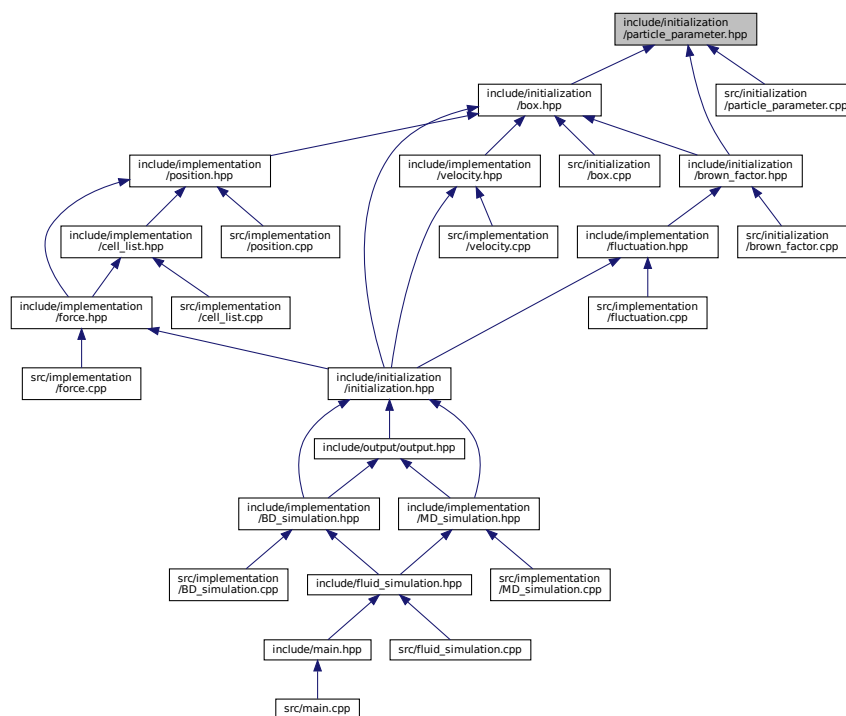 include/initialization
/particle_parameter.hpp
include/initialization
/box.hpp
src/initialization
/particle_parameter.cpp
include/implementation
/position.hpp
include/implementation
/velocity.hpp
src/initialization
/box.cpp
include/initialization
/brown_factor.hpp
include/implementation
/cell_list.hpp
src/implementation
/position.cpp
src/implementation
/velocity.cpp
include/implementation
/fluctuation.hpp
src/initialization
/brown_factor.cpp
include/implementation
/force.hpp
src/implementation
/cell_list.cpp
src/implementation
/fluctuation.cpp
src/implementation
/force.cpp
include/initialization
/initialization.hpp
include/output/output.hpp
include/implementation
/BD_simulation.hpp
include/implementation
/MD_simulation.hpp
src/implementation
/BD_simulation.cpp
include/fluid_simulation.hpp
src/implementation
/MD_simulation.cpp
include/main.hpp
src/fluid_simulation.cpp
src/main.cpp